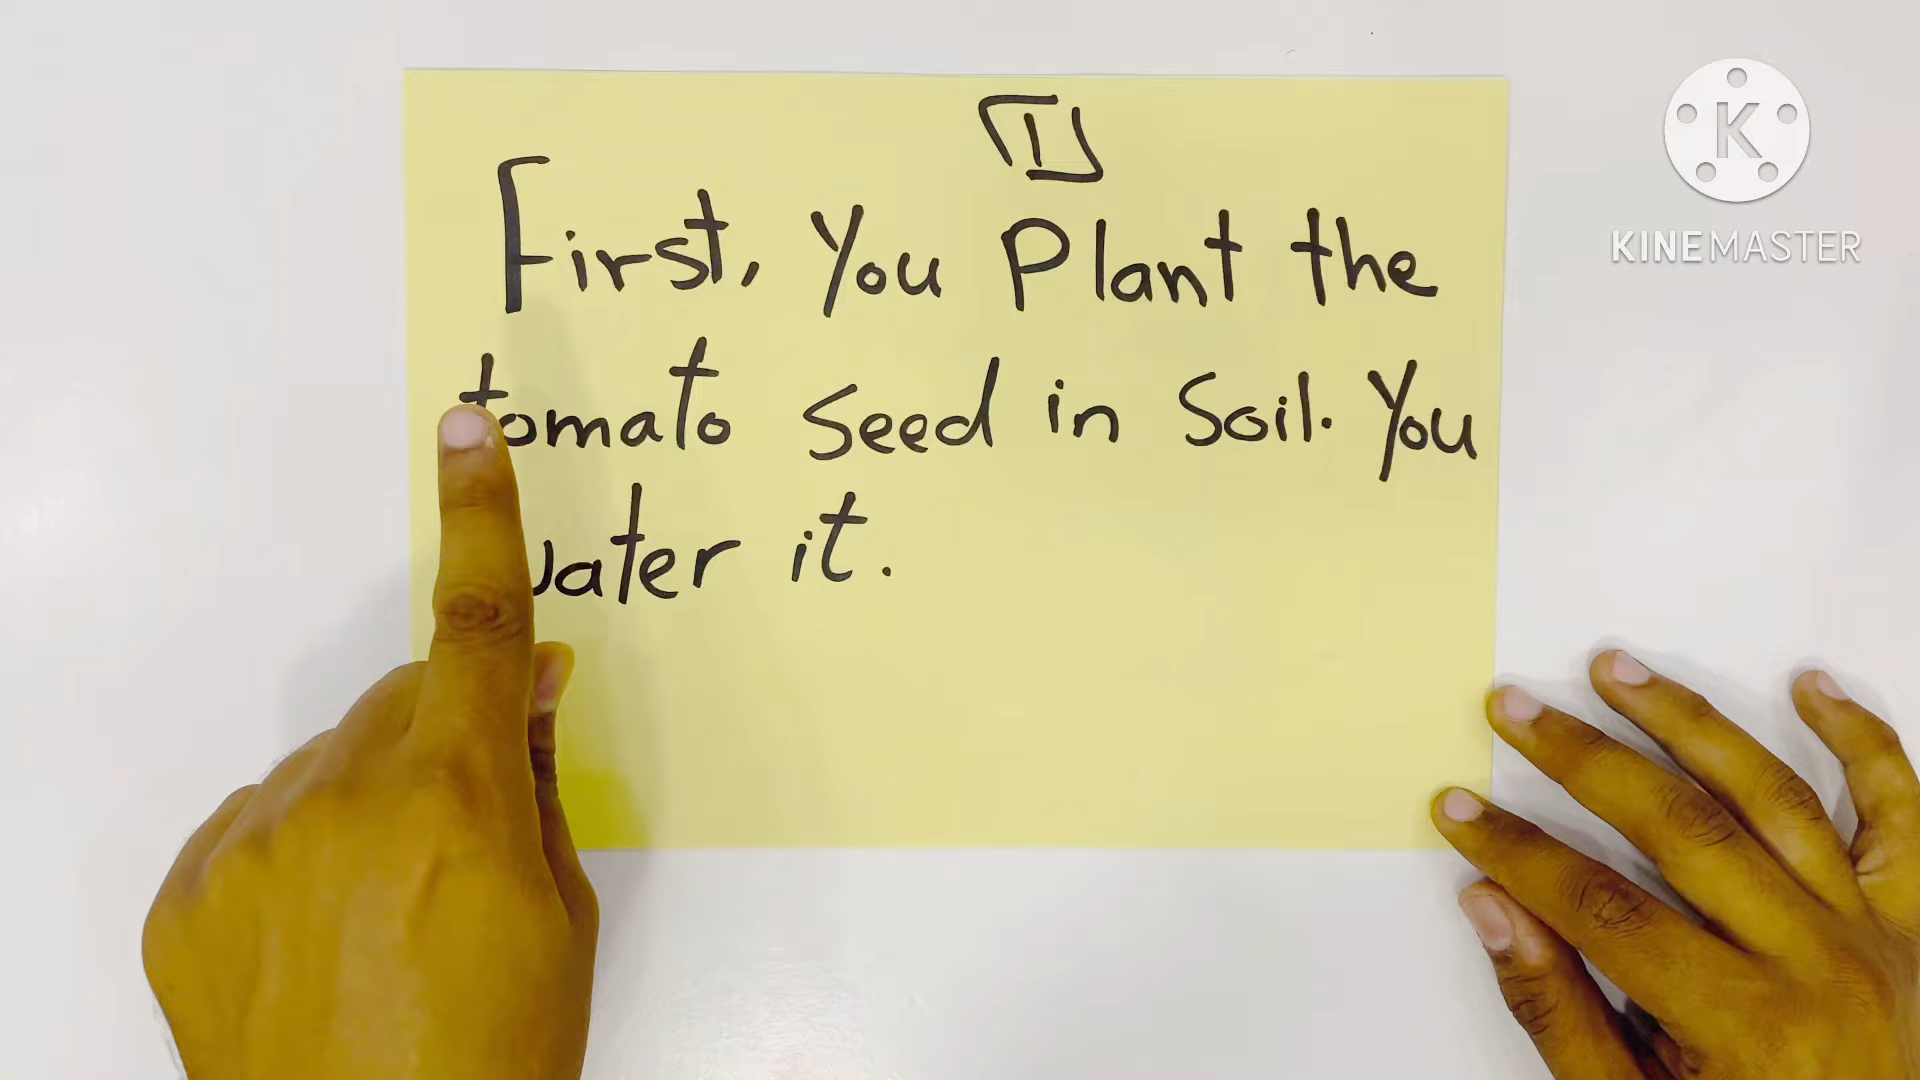 1
First, You Plant the
tomato seed in Soil. You
water it.
K
KINEMASTER